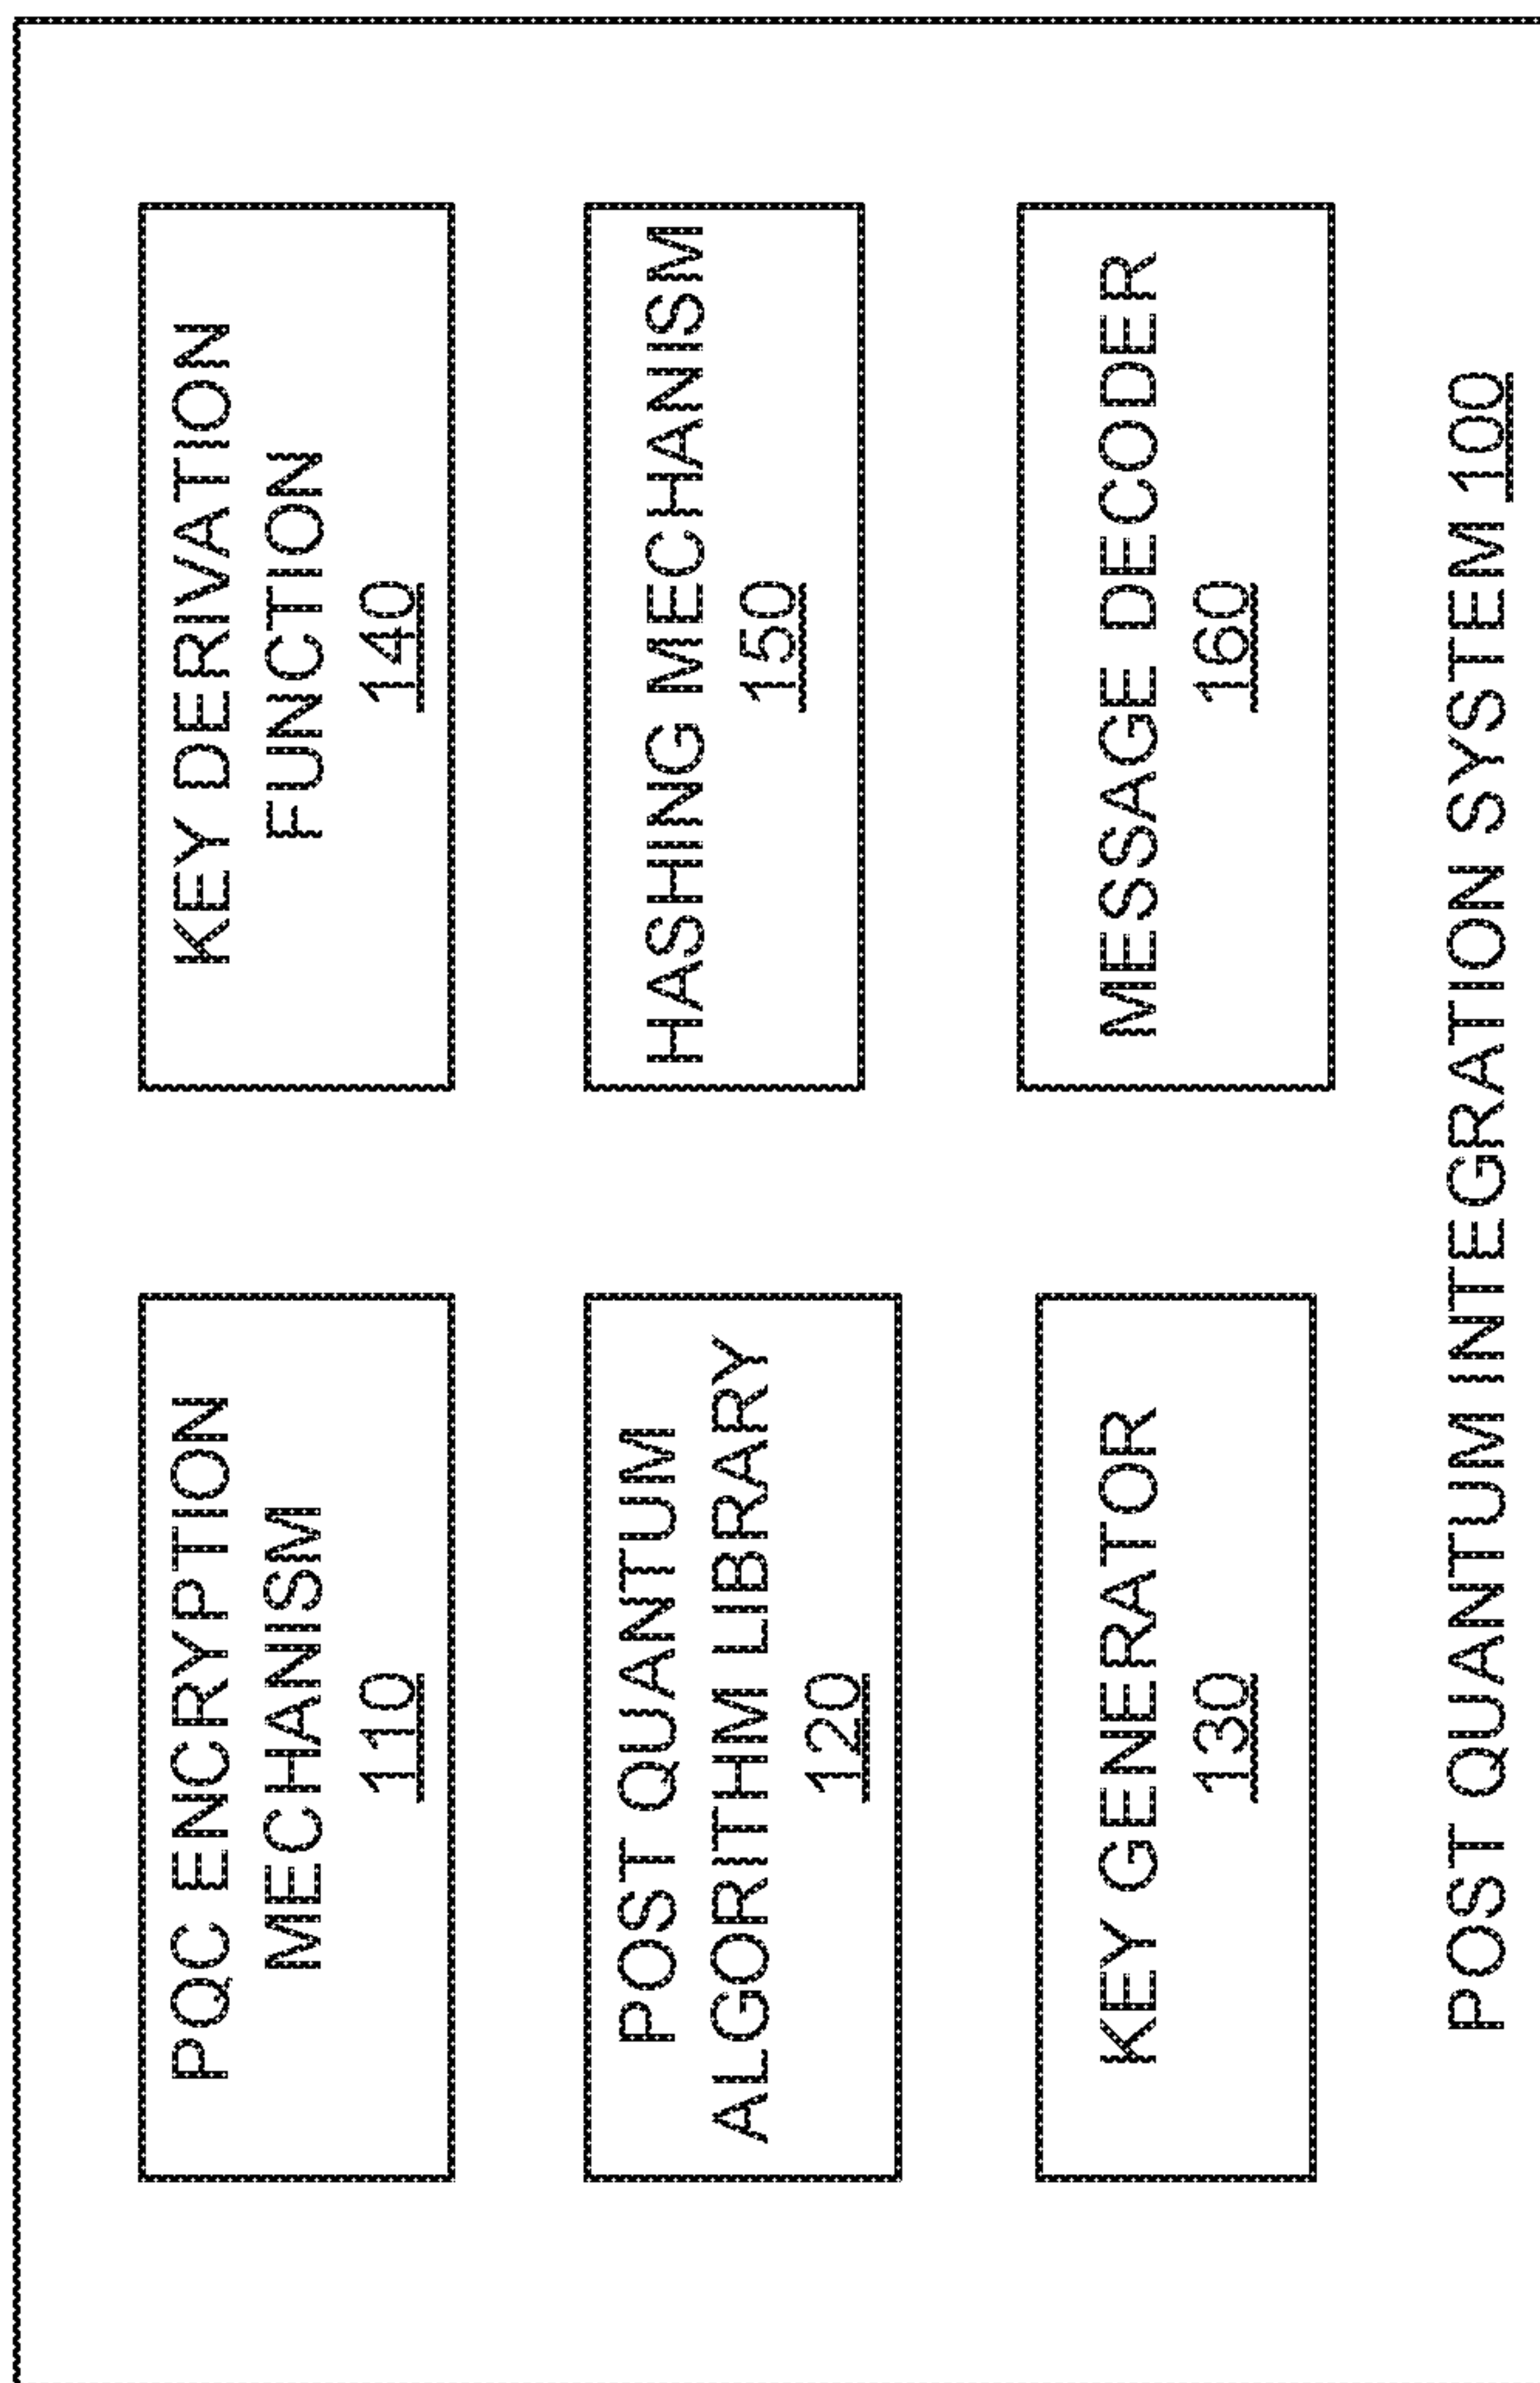 PQC ENCRYPTION
MECHANISM
110
POST QUANTUM
ALGORITHM LIBRARY
120
KEY GENERATOR
130
KEY DERIVATION
FUNCTION
140
HASHING MECHANISM
150
MESSAGE DECODER
160
POST QUANTUM INTEGRATION SYSTEM 100